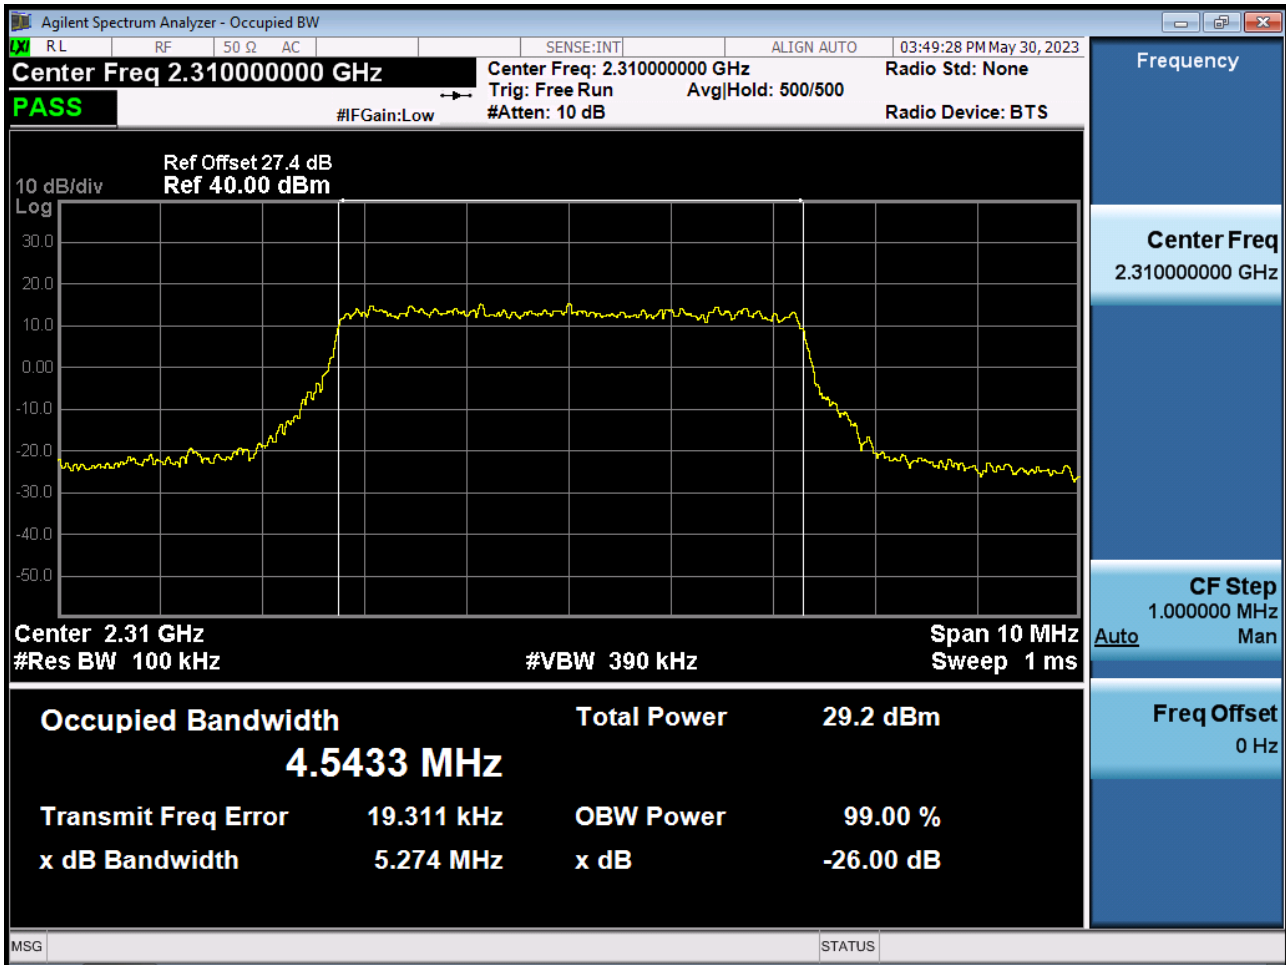 Agilent Spectrum Analyzer - Occupied BW
LXI RL RF 50 Ω AC SENSE:INT ALIGN AUTO 03:49:28 PM May 30, 2023
Center Freq 2.310000000 GHz
Center Freq: 2.310000000 GHz
Radio Std: None
Trig: Free Run Avg|Hold: 500/500
PASS
#IFGain:Low
#Atten: 10 dB
Radio Device: BTS
Ref Offset 27.4 dB
10 dB/div Ref 40.00 dBm
Log
30.0
20.0
10.0
0.00
-10.0
-20.0
-30.0
-40.0
-50.0
Center 2.31 GHz Span 10 MHz
#Res BW 100 kHz #VBW 390 kHz Sweep 1 ms
Occupied Bandwidth Total Power 29.2 dBm
4.5433 MHz
Transmit Freq Error 19.311 kHz OBW Power 99.00 %
x dB Bandwidth 5.274 MHz x dB -26.00 dB
MSG STATUS
Frequency
Center Freq
2.310000000 GHz
CF Step
1.000000 MHz
Auto Man
Freq Offset
0 Hz